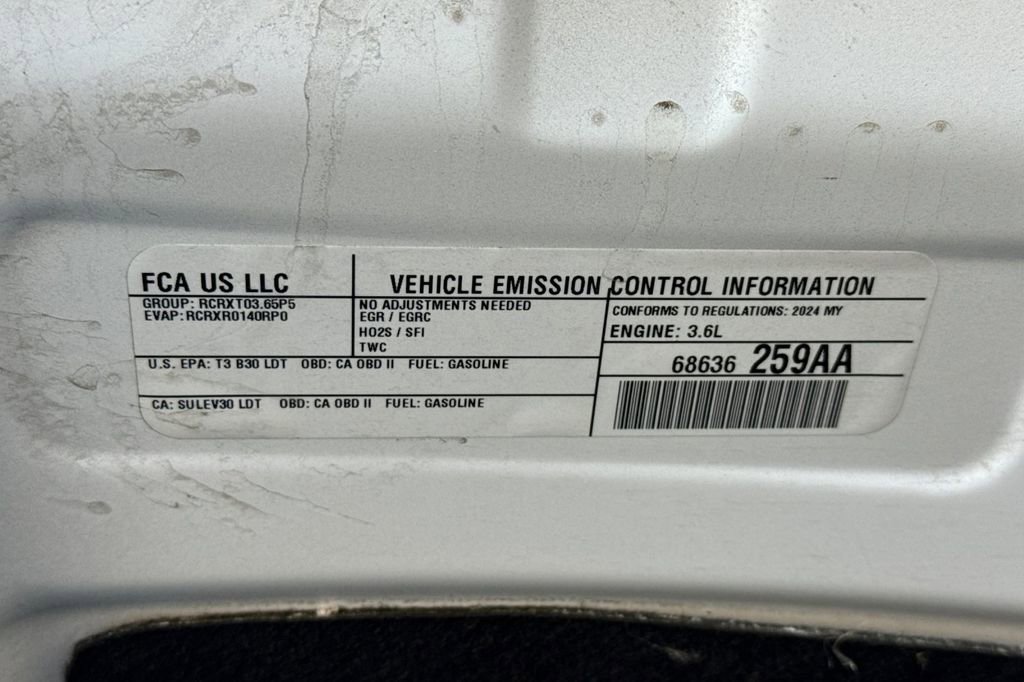 FCA US LLC
VEHICLE EMISSION CONTROL INFORMATION
GROUP: RCRXT03.65P5
EVAP: RCRXR0140RP0
NO ADJUSTMENTS NEEDED
EGR / EGRC
HO2S / SFI
TWC
CONFORMS TO REGULATIONS: 2024 MY
ENGINE: 3.6L
U.S. EPA: T3 B30 LDT OBD: CA OBD II FUEL: GASOLINE
68636 259AA
CA: SULEV30 LDT OBD: CA OBD II FUEL: GASOLINE